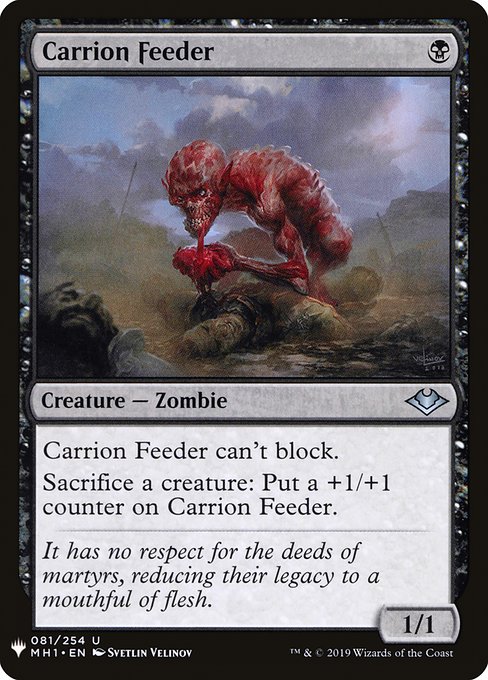 Carrion Feeder
Creature — Zombie
Carrion Feeder can't block.
Sacrifice a creature: Put a +1/+1
counter on Carrion Feeder.
It has no respect for the deeds of
martyrs, reducing their legacy to a
mouthful of flesh.
1/1
081/254 U
MH1 • EN Svetlin Velinov
™ & © 2019 Wizards of the Coast